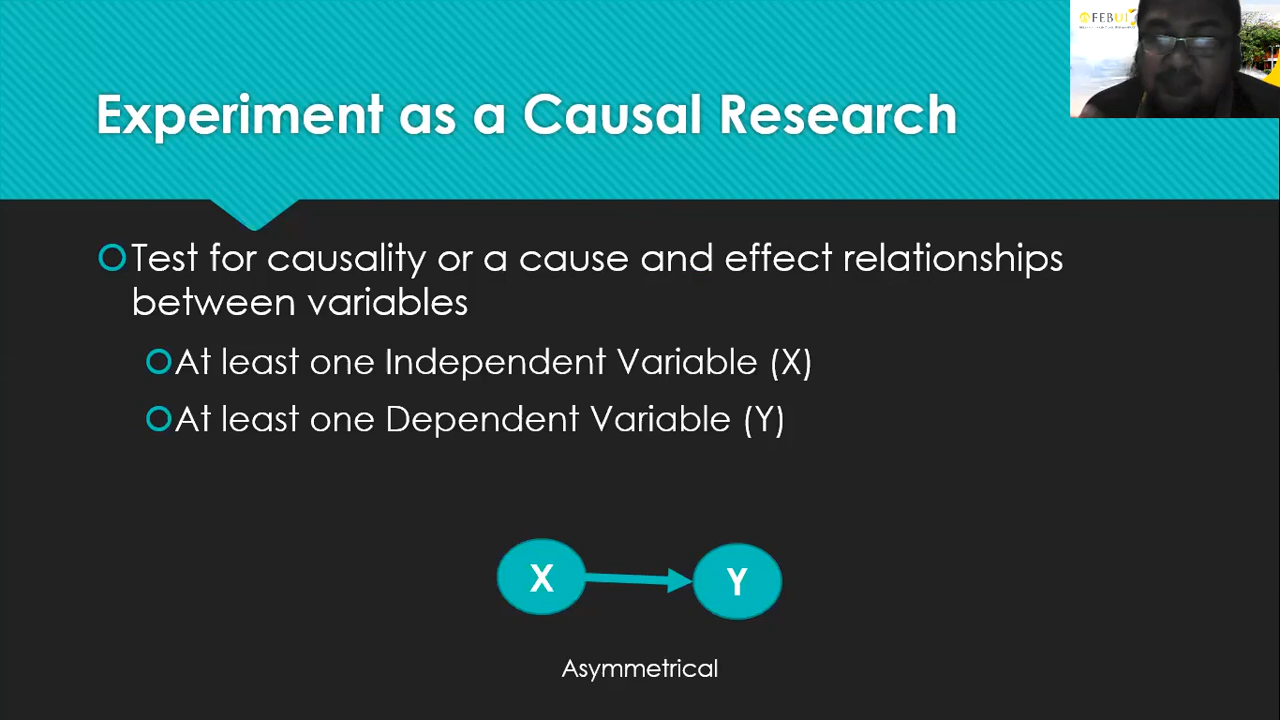 FEBUI
Experiment as a Causal Research
Test for causality or a cause and effect relationships
between variables
At least one Independent Variable (X)
At least one Dependent Variable (Y)
X
Y
Asymmetrical